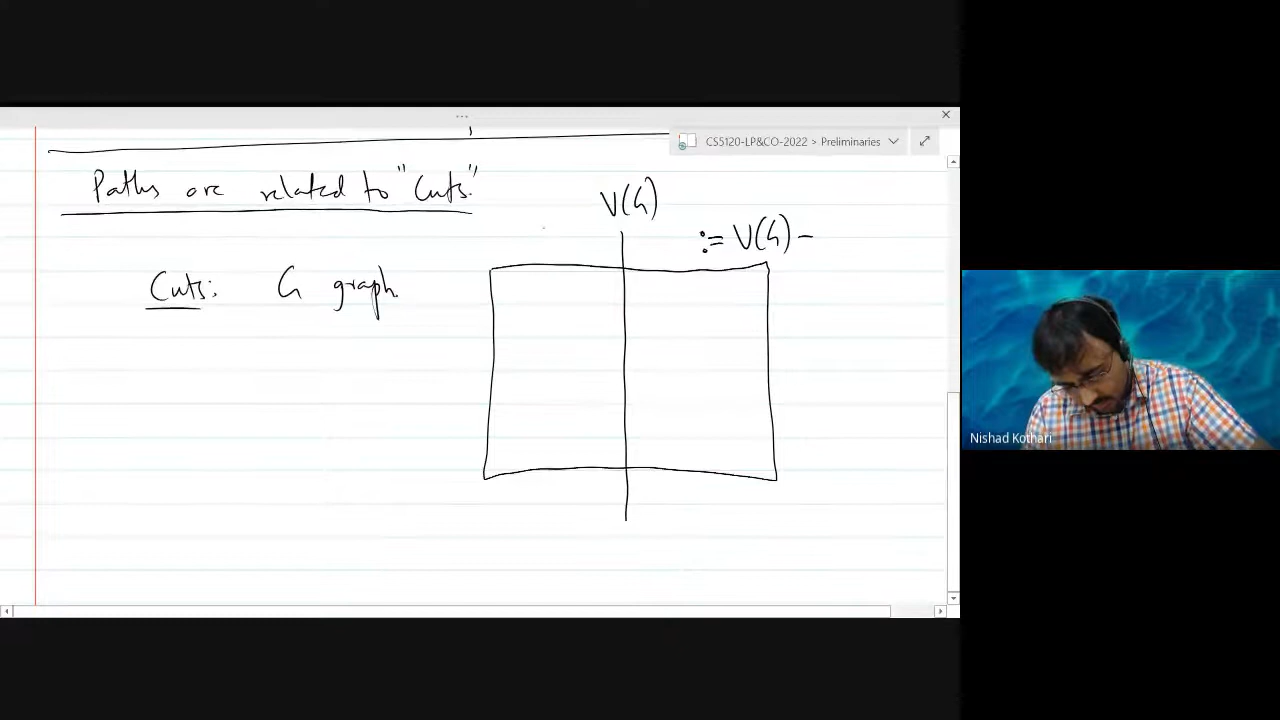 CS5120-LP&CO-2022 > Preliminaries
Paths are related to "Cuts."
V(G)
:= V(G) -
Cuts: G graph
Nishad Kothari